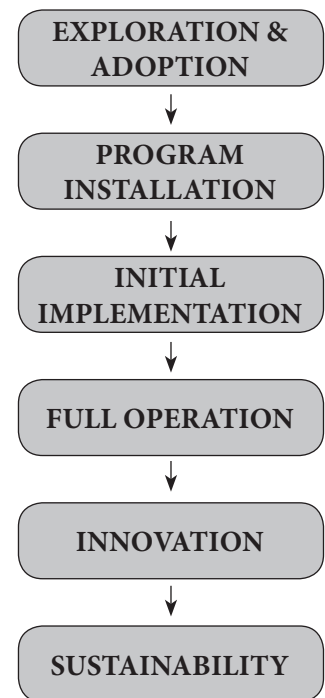 EXPLORATION &
ADOPTION
PROGRAM
INSTALLATION
INITIAL
IMPLEMENTATION
FULL OPERATION
INNOVATION
SUSTAINABILITY